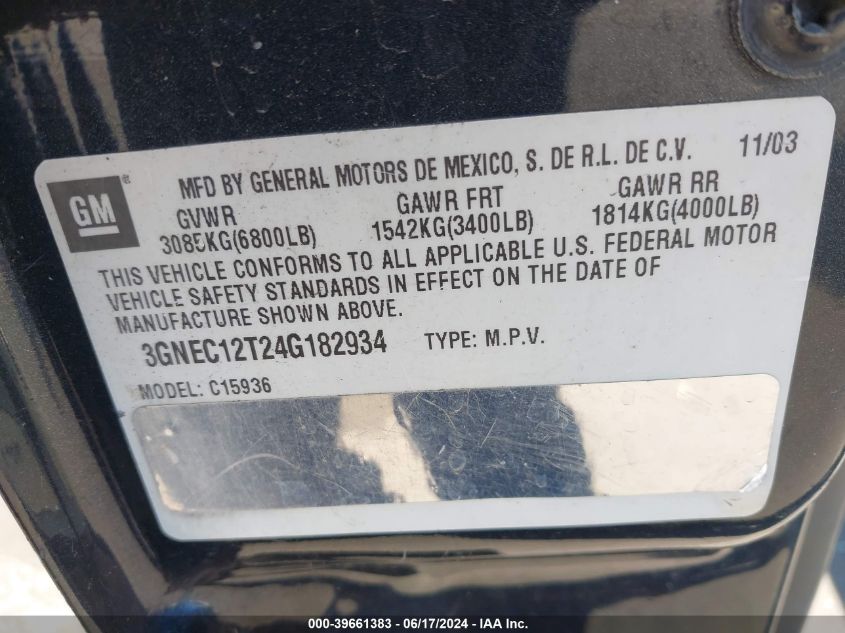 MFD BY GENERAL MOTORS DE MEXICO, S. DE R.L. DE C.V. 11/03
GM ®
GVWR GAWR FRT GAWR RR
3085KG(6800LB) 1542KG(3400LB) 1814KG(4000LB)
THIS VEHICLE CONFORMS TO ALL APPLICABLE U.S. FEDERAL MOTOR
VEHICLE SAFETY STANDARDS IN EFFECT ON THE DATE OF
MANUFACTURE SHOWN ABOVE.
3GNEC12T24G182934 TYPE: M.P.V.
MODEL: C15936
000-39661383 - 06/17/2024 - IAA Inc.